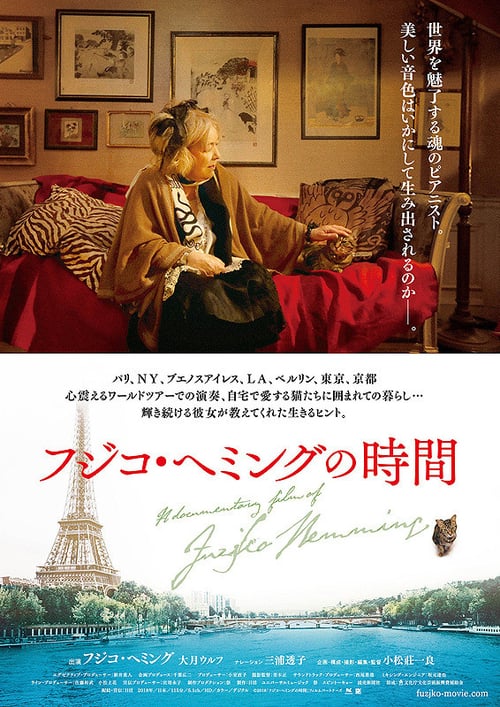 世界を魅了する魂のピアニスト。
美しい音色はいかにして生み出されるのか──。
パリ、NY、ブエノスアイレス、LA、ベルリン、東京、京都
心震えるワールドツアーでの演奏、自宅で愛する猫たちに囲まれての暮らし…
輝き続ける彼女が教えてくれた生きるヒント。
フジコ・ヘミングの時間
A documentary film of
Fuzjko Hemming
出演 フジコ・ヘミング 大月ウルフ ナレーション 三浦透子 企画・構成・撮影・編集・監督 小松莊一良
fuzjko-movie.com